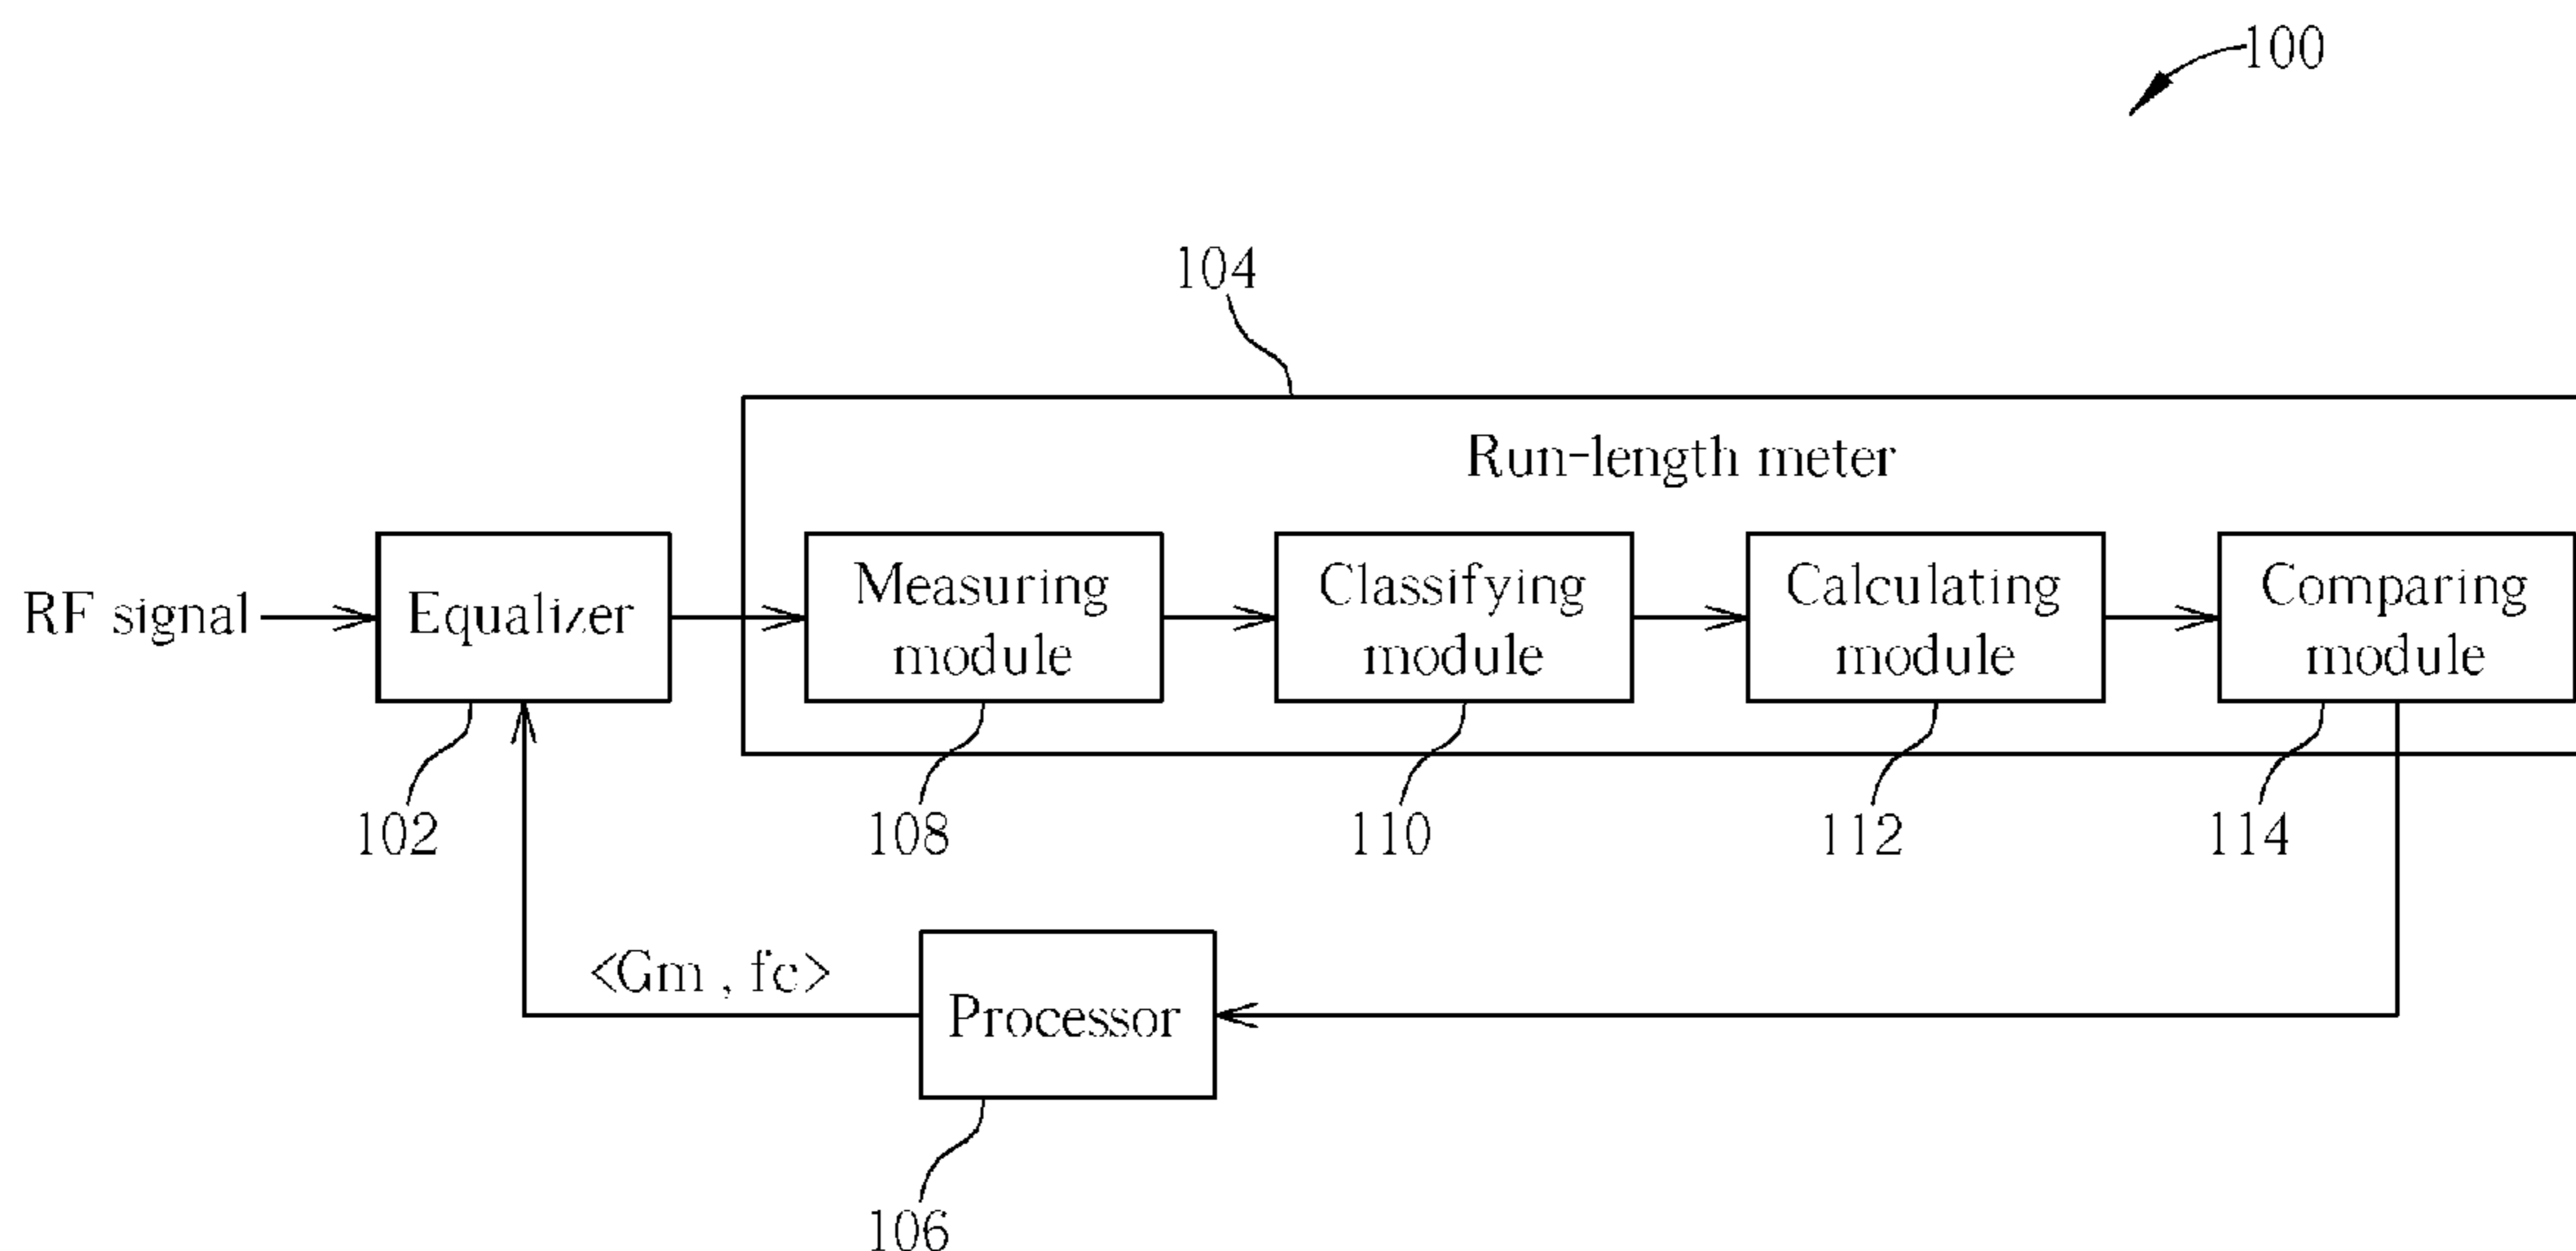 100
104
Run-length meter
RF signal
Equalizer
Measuring
module
Classifying
module
Calculating
module
Comparing
module
102
108
110
112
114
<Gm , fc>
Processor
106